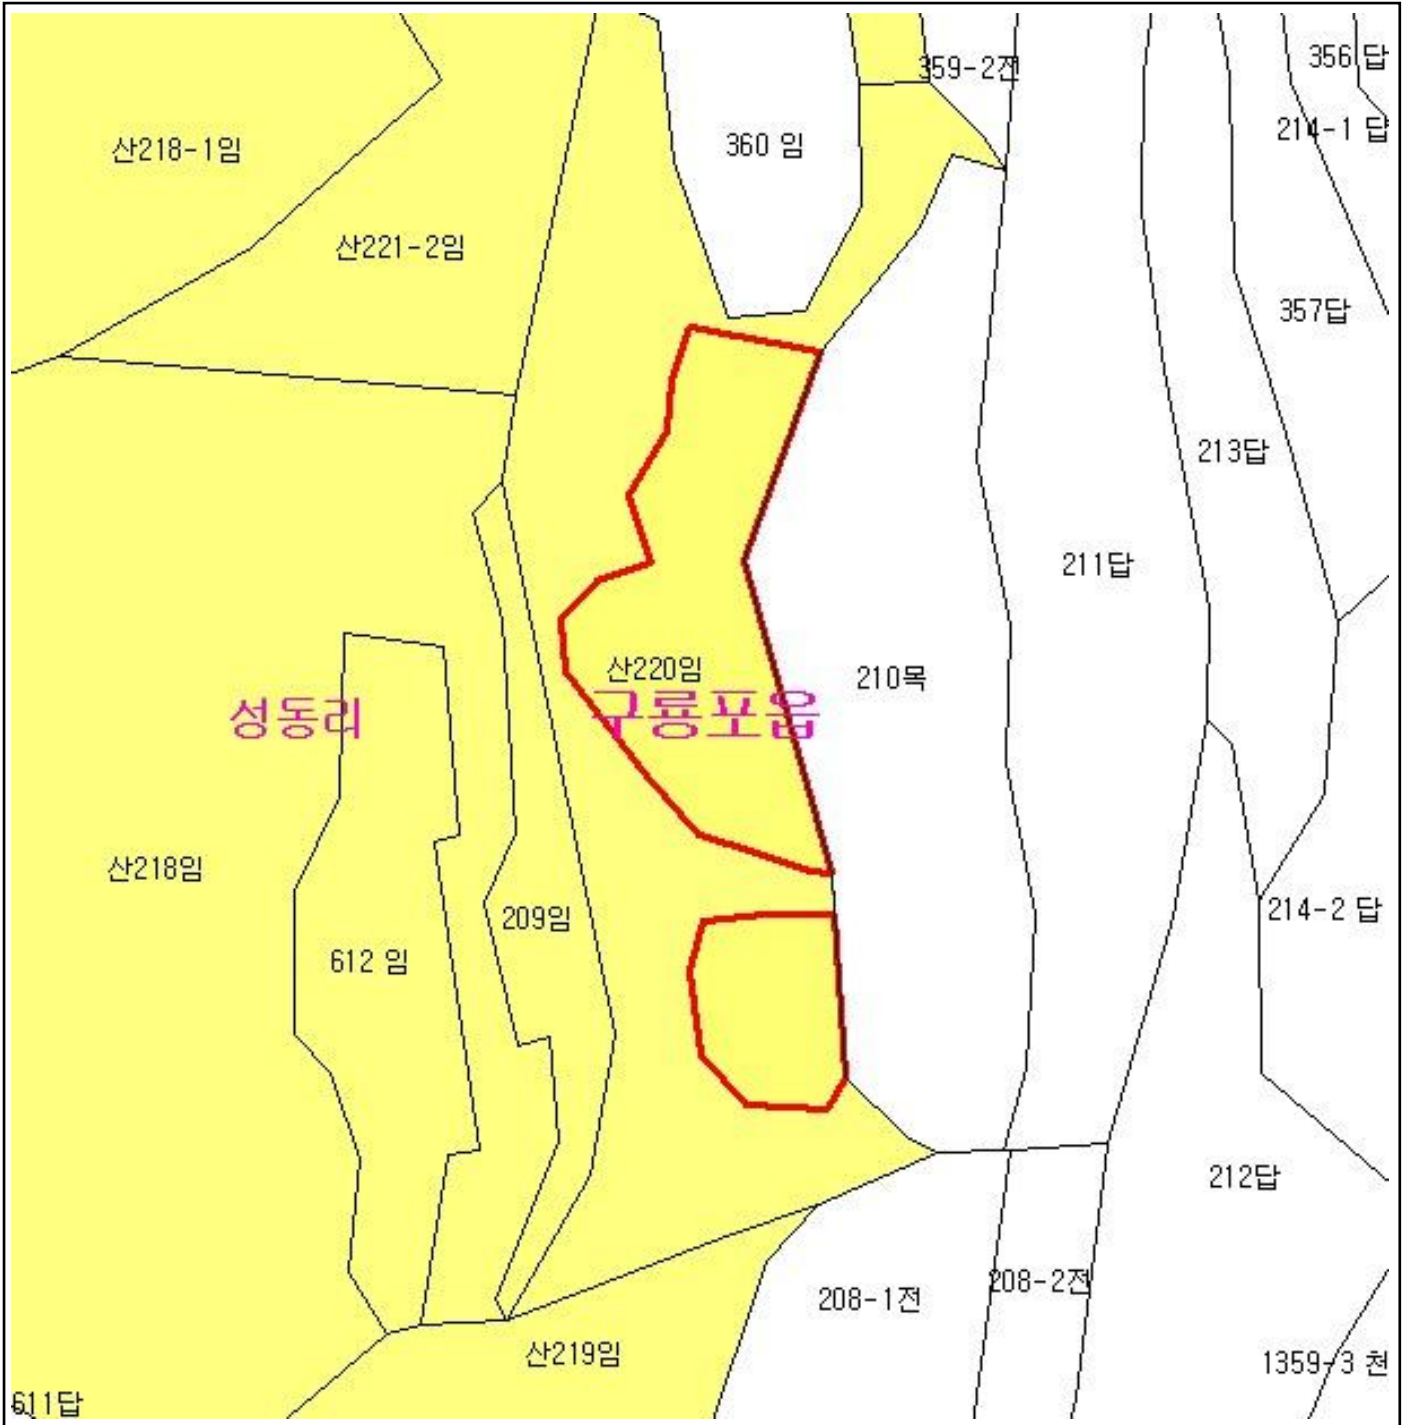 356 답
359-2전
214-1 답
360 임
산218-1임
산221-2임
357답
213답
211답
산220임
210목
성동리
구룡포읍
산218임
209임
214-2 답
612 임
212답
208-2전
208-1전
산219임
1359-3 천
611답